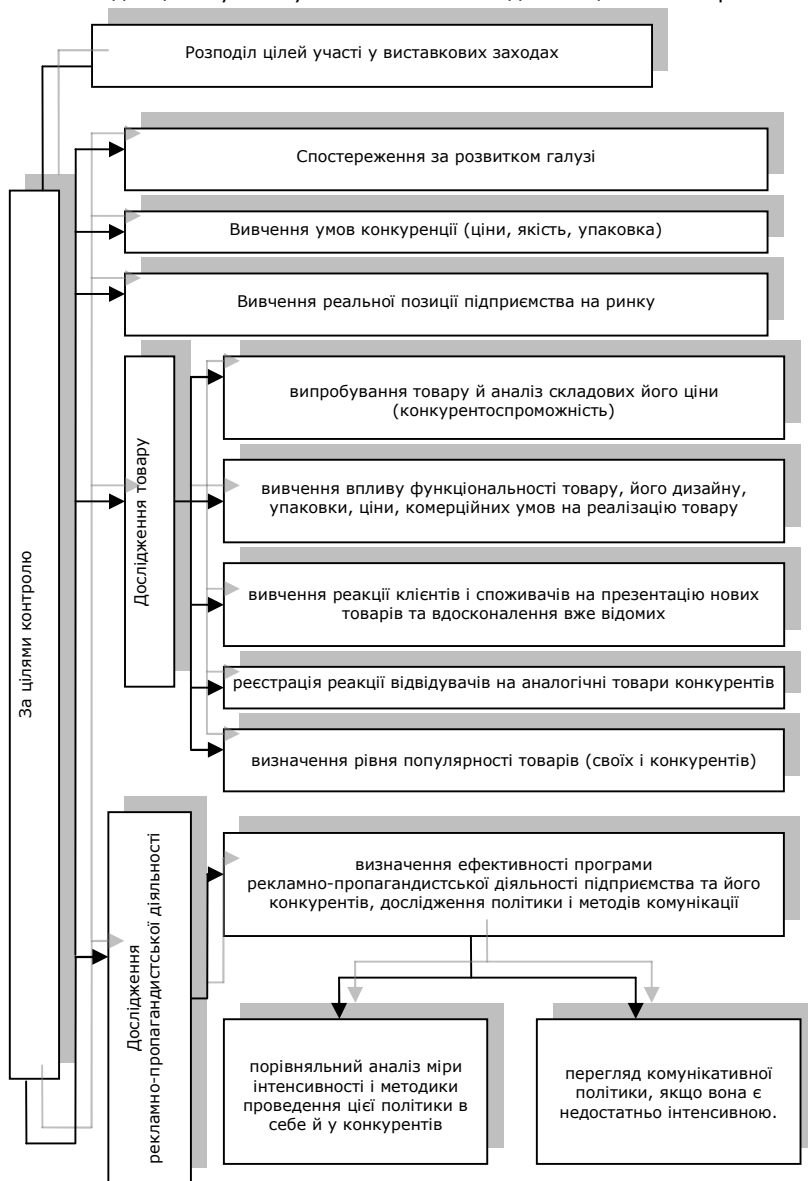 Розподіл цілей участі у виставкових заходах
За цілями контролю
Спостереження за розвитком галузі
Вивчення умов конкуренції (ціни, якість, упаковка)
Вивчення реальної позиції підприємства на ринку
Дослідження товару
випробування товару й аналіз складових його ціни
(конкурентоспроможність)
вивчення впливу функціональності товару, його дизайну,
упаковки, ціни, комерційних умов на реалізацію товару
вивчення реакції клієнтів і споживачів на презентацію нових
товарів та вдосконалення вже відомих
реєстрація реакції відвідувачів на аналогічні товари конкурентів
визначення рівня популярності товарів (своїх і конкурентів)
Дослідження
рекламно-пропагандистської діяльності
визначення ефективності програми
рекламно-пропагандистської діяльності підприємства та його
конкурентів, дослідження політики і методів комунікації
порівняльний аналіз міри
інтенсивності і методики
проведення цієї політики в
себе й у конкурентів
перегляд комунікативної
політики, якщо вона є
недостатньо інтенсивною.